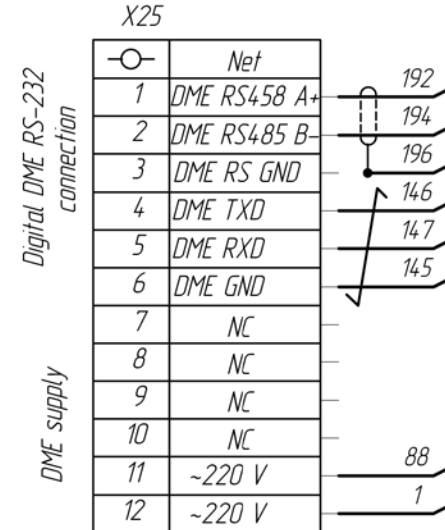 X25
Net
1 DME RS458 A+ 192
2 DME RS485 B- 194
3 DME RS GND 196
4 DME TXD 146
5 DME RXD 147
6 DME GND 145
7 NC
8 NC
9 NC
10 NC
11 ~220 V 88
12 ~220 V 1
Digital DME RS-232
connection
DME supply